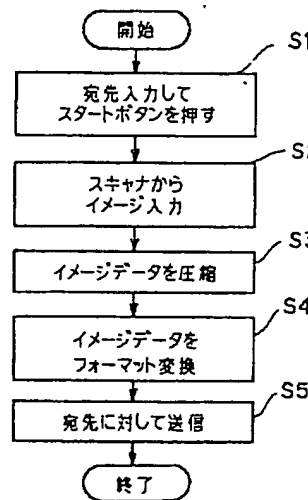 開始
S1
宛先入力して
スタートボタンを押す
S2
スキャナから
イメージ入力
S3
イメージデータを圧縮
S4
イメージデータを
フォーマット変換
S5
宛先に対して送信
終了